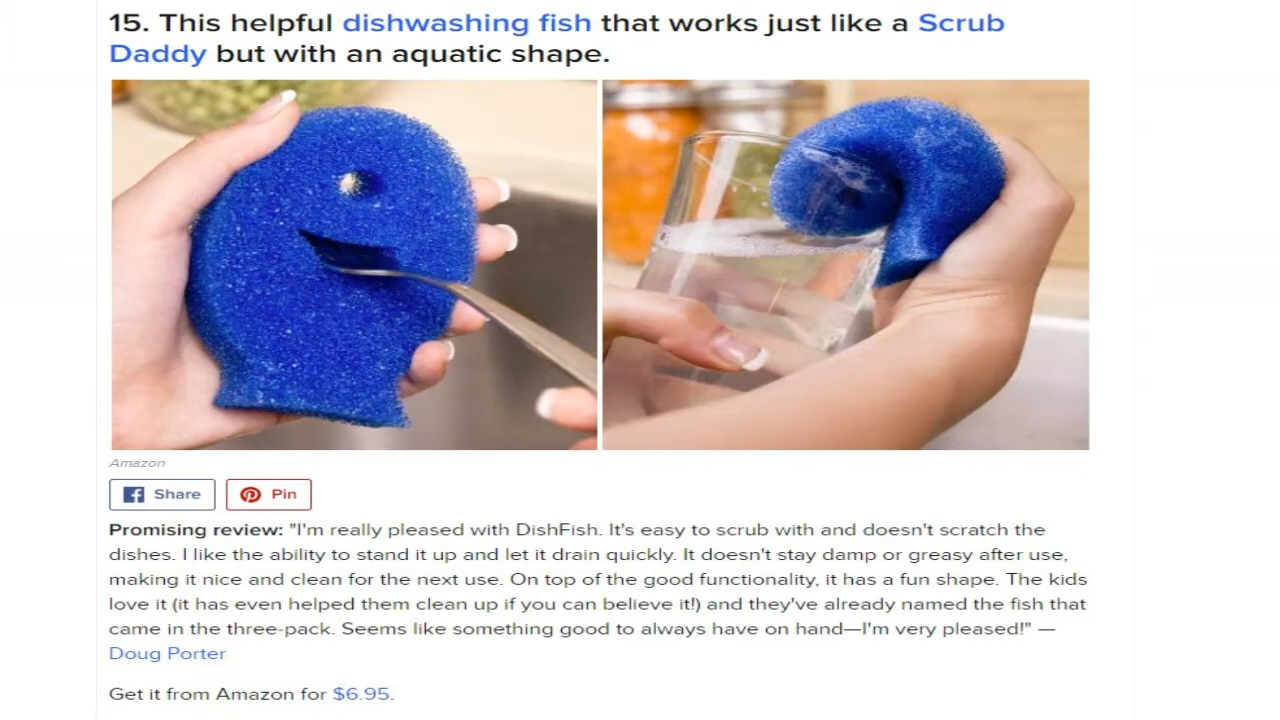 15. This helpful dishwashing fish that works just like a Scrub
Daddy but with an aquatic shape.
Amazon
Share
Pin
Promising review: "I'm really pleased with DishFish. It's easy to scrub with and doesn't scratch the
dishes. I like the ability to stand it up and let it drain quickly. It doesn't stay damp or greasy after use,
making it nice and clean for the next use. On top of the good functionality, it has a fun shape. The kids
love it (it has even helped them clean up if you can believe it!) and they've already named the fish that
came in the three-pack. Seems like something good to always have on hand—I'm very pleased!" —
Doug Porter
Get it from Amazon for $6.95.